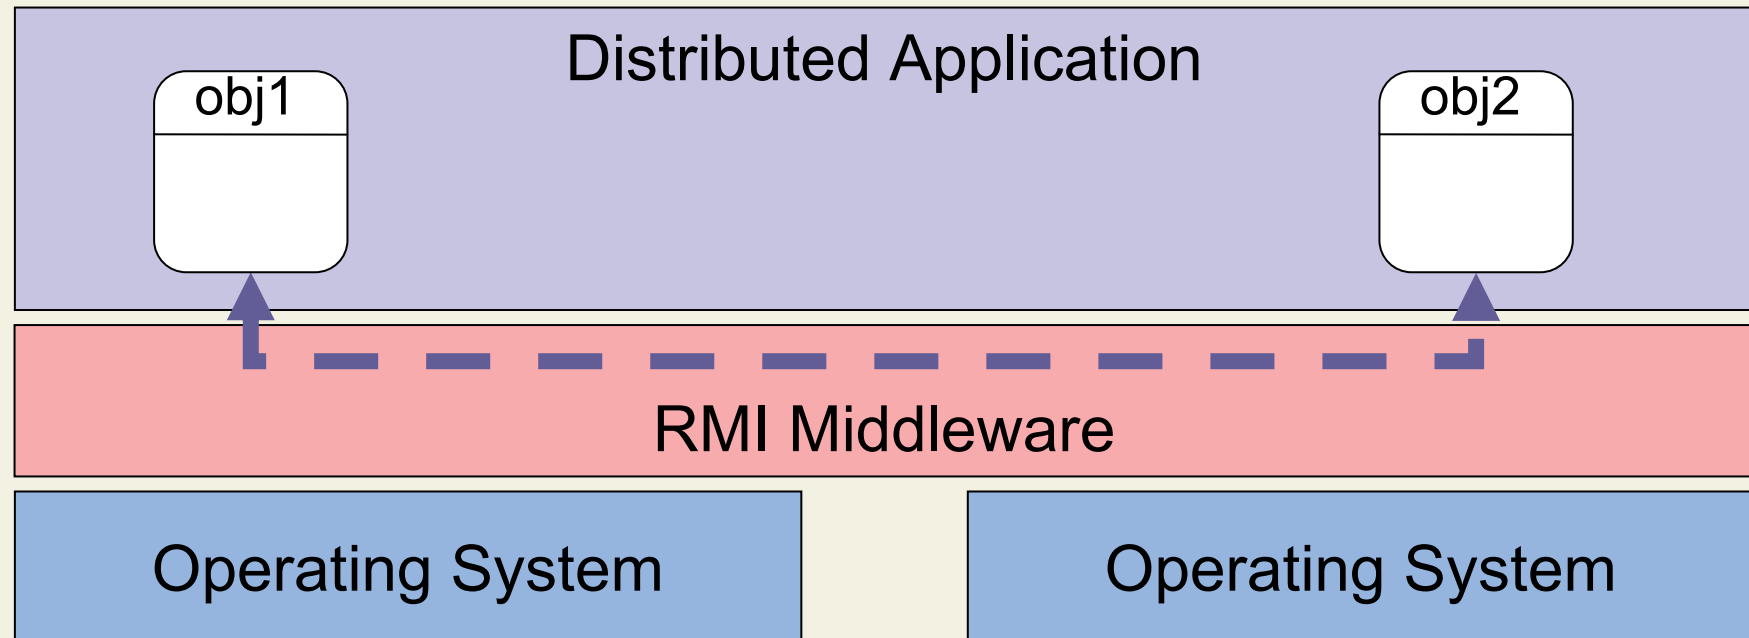 Distributed Application
obj1
obj2
RMI Middleware
Operating System
Operating System